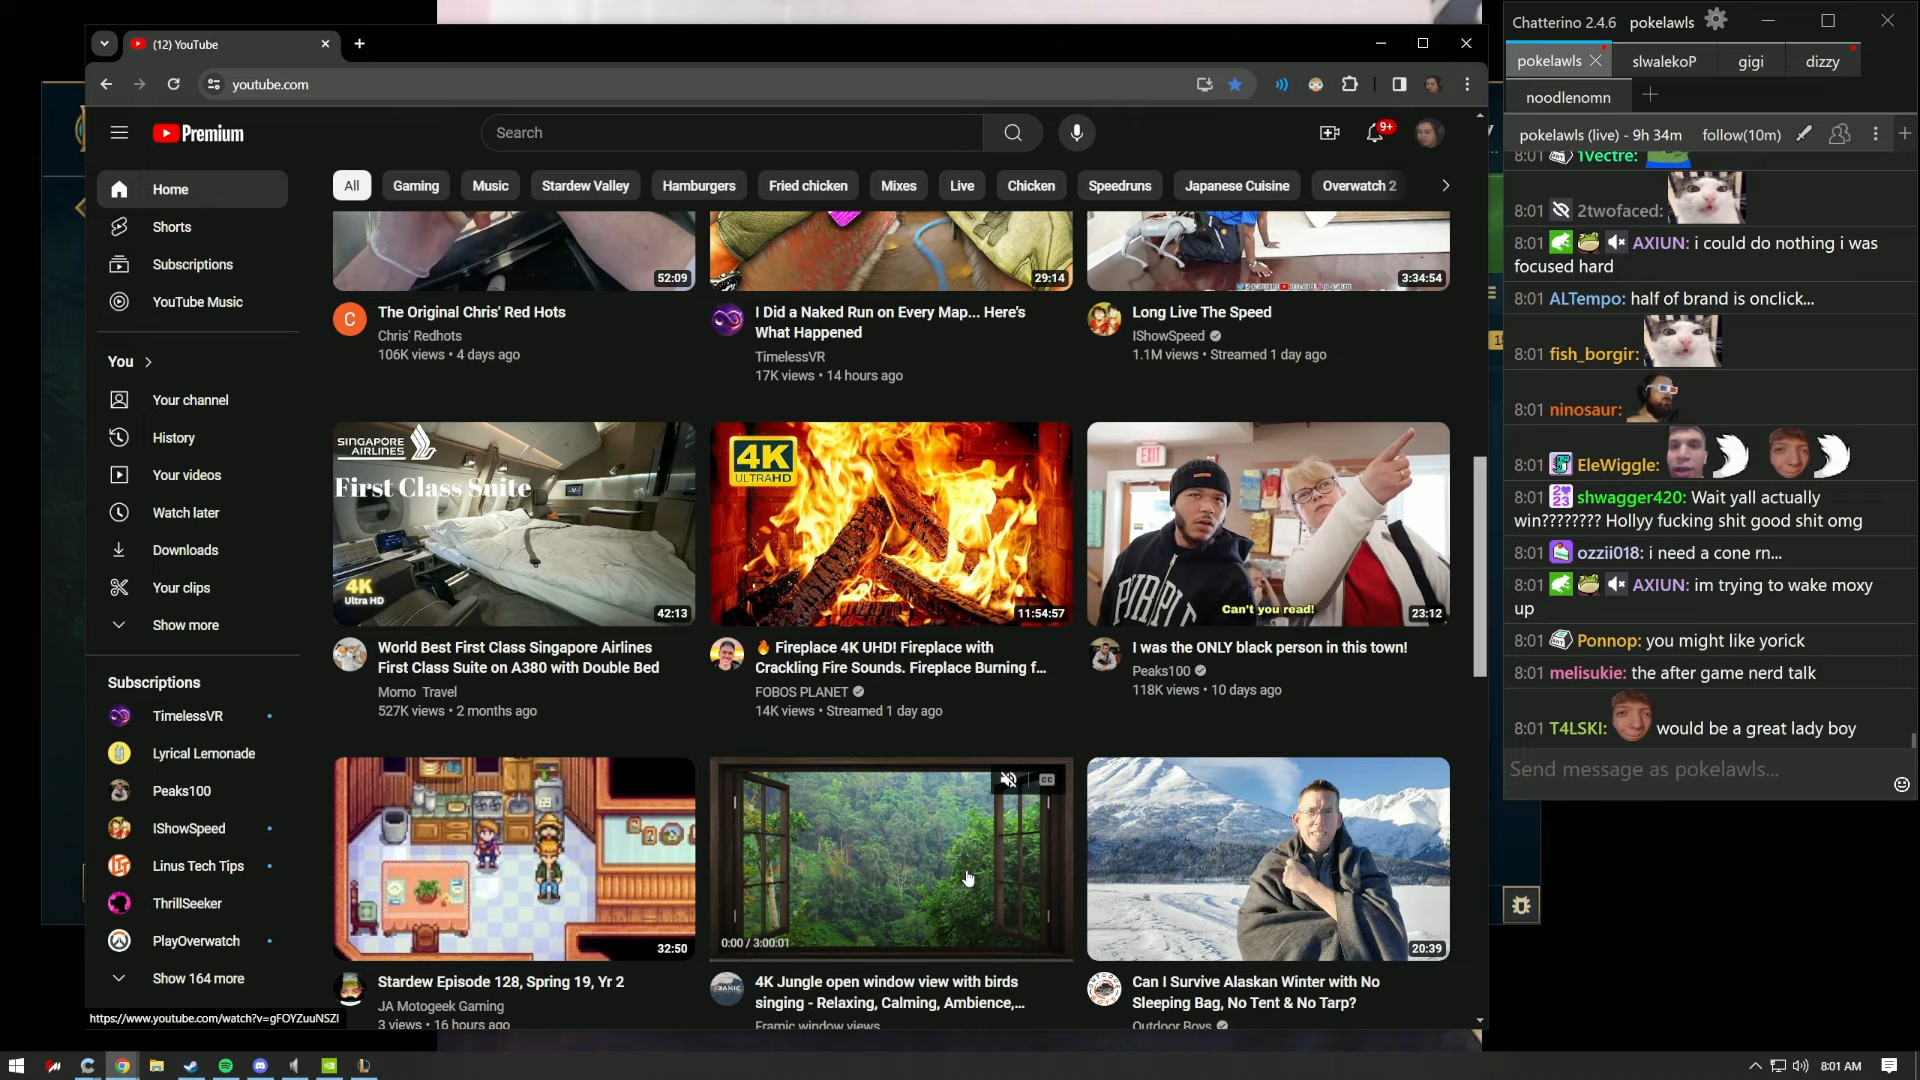 (12) YouTube
youtube.com
Premium
Search
9+
Home
Shorts
Subscriptions
YouTube Music
You
Your channel
History
Your videos
Watch later
Downloads
Your clips
Show more
Subscriptions
TimelessVR
Lyrical Lemonade
Peaks100
IShowSpeed
Linus Tech Tips
ThrillSeeker
PlayOverwatch
Show 164 more
https://www.youtube.com/watch?v=gFOYZuuNSZI
All
Gaming
Music
Stardew Valley
Hamburgers
Fried chicken
Mixes
Live
Chicken
Speedruns
Japanese Cuisine
Overwatch 2
52:09
The Original Chris' Red Hots
Chris' Redhots
106K views • 4 days ago
29:14
I Did a Naked Run on Every Map... Here's
What Happened
TimelessVR
17K views • 14 hours ago
3:34:54
Long Live The Speed
IShowSpeed
1.1M views • Streamed 1 day ago
SINGAPORE
AIRLINES
First Class Suite
4K
Ultra HD
42:13
World Best First Class Singapore Airlines
First Class Suite on A380 with Double Bed
Momo Travel
527K views • 2 months ago
4K
ULTRAHD
11:54:57
🔥 Fireplace 4K UHD! Fireplace with
Crackling Fire Sounds. Fireplace Burning f...
FOBOS PLANET
14K views • Streamed 1 day ago
EXIT
Can't you read!
23:12
I was the ONLY black person in this town!
Peaks100
118K views • 10 days ago
32:50
Stardew Episode 128, Spring 19, Yr 2
JA Motogeek Gaming
3 views • 16 hours ago
CC
0:00 / 3:00:01
4K Jungle open window view with birds
singing - Relaxing, Calming, Ambience,...
Framic window views
20:39
Can I Survive Alaskan Winter with No
Sleeping Bag, No Tent & No Tarp?
Outdoor Boys
Chatterino 2.4.6 pokelawls
pokelawls
slwalekoP
gigi
dizzy
noodlenomn
pokelawls (live) - 9h 34m follow(10m)
8:01 1Vectre:
8:01 2twofaced:
8:01 AXIUN: i could do nothing i was
focused hard
8:01 ALTempo: half of brand is onclick...
8:01 fish_borgir:
8:01 ninosaur:
8:01 EleWiggle:
8:01 shwagger420: Wait yall actually
win???????? Hollyy fucking shit good shit omg
8:01 ozzii018: i need a cone rn...
8:01 AXIUN: im trying to wake moxy
up
8:01 Ponnop: you might like yorick
8:01 melisukie: the after game nerd talk
8:01 T4LSKI: would be a great lady boy
Send message as pokelawls...
8:01 AM